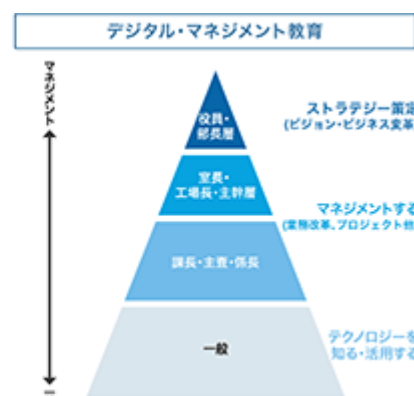 デジタル・マネジメント教育
マネジメント
役員・
部長層
ストラテジー策定
(ビジョン・ビジネス変革
室長・
工場長・主幹層
マネジメントする
(業務改革、プロジェクト他
課長・主査・係長
一般
テクノロジーを
知る・活用する